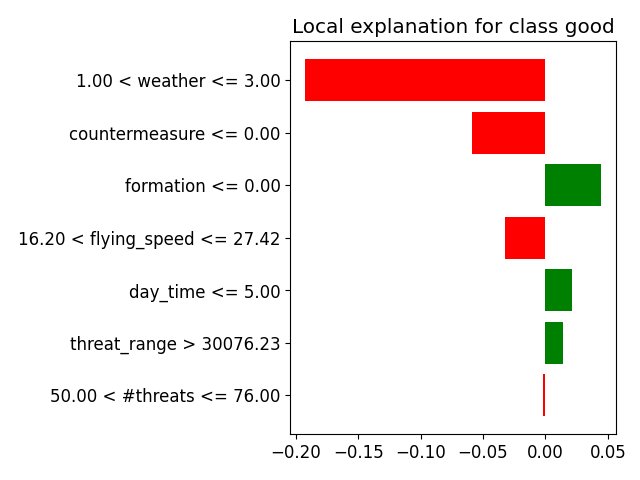 Local explanation for class good
1.00 < weather <= 3.00
countermeasure <= 0.00
formation <= 0.00
16.20 < flying_speed <= 27.42
day_time <= 5.00
threat_range > 30076.23
50.00 < #threats <= 76.00
−0.20 −0.15 −0.10 −0.05 0.00 0.05